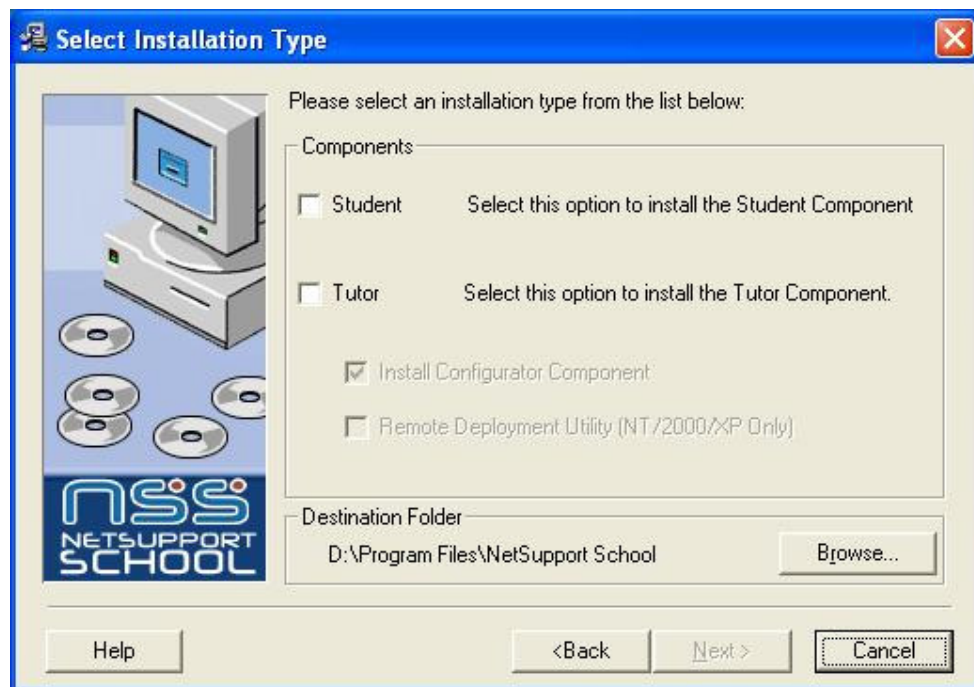 Select Installation Type
Please select an installation type from the list below:
Components
Student Select this option to install the Student Component
Tutor Select this option to install the Tutor Component.
Install Configurator Component
Remote Deployment Utility (NT/2000/XP Only)
nss
NETSUPPORT
SCHOOL
Destination Folder
D:\Program Files\NetSupport School
Browse...
Help
<Back
Next >
Cancel